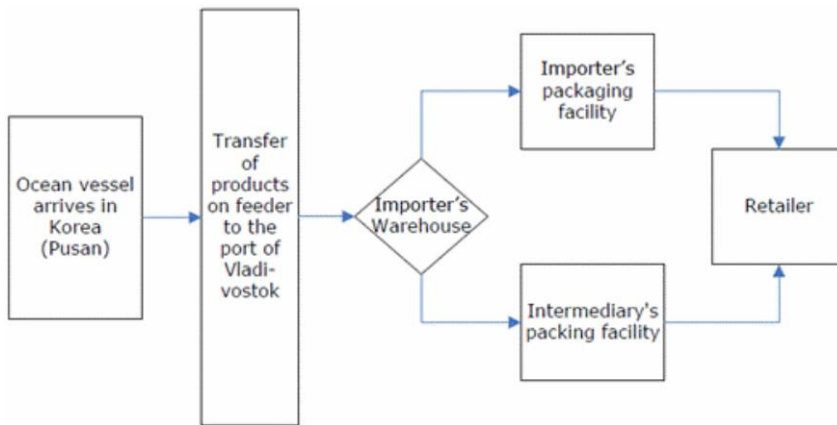 Ocean vessel
arrives in
Korea
(Pusan)
Transfer
of
products
on feeder
to the
port of
Vladi-
vostok
Importer's
Warehouse
Importer's
packaging
facility
Intermediary's
packing facility
Retailer